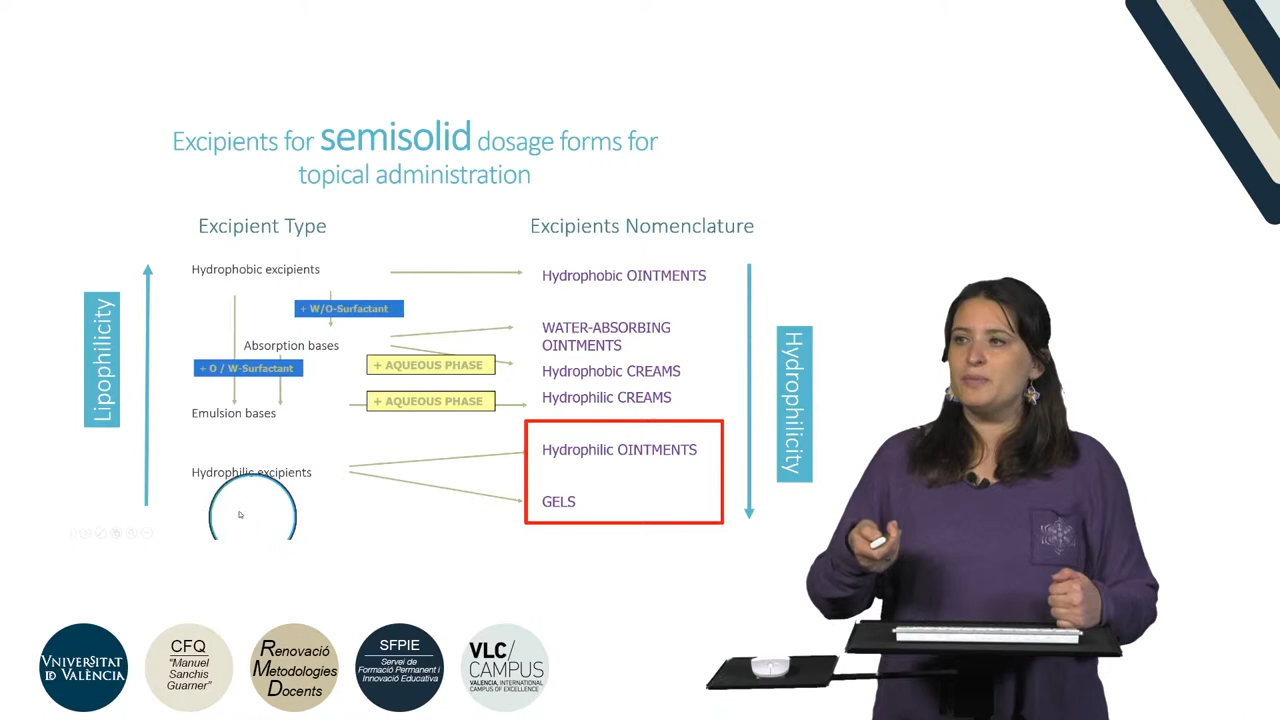 Excipients for semisolid dosage forms for
topical administration
Excipient Type
Excipients Nomenclature
Lipophilicity
Hydrophobic excipients
+ W/O-Surfactant
Absorption bases
+ O / W-Surfactant
+ AQUEOUS PHASE
+ AQUEOUS PHASE
Emulsion bases
Hydrophilic excipients
Hydrophobic OINTMENTS
WATER-ABSORBING
OINTMENTS
Hydrophobic CREAMS
Hydrophilic CREAMS
Hydrophilic OINTMENTS
GELS
Hydrophilicity
VNIVERSITAT
ID VALÈNCIA
CFQ
"Manuel
Sanchis
Guarner"
Renovació
Metodologies
Docents
SFPIE
Servei de
Formació Permanent i
Innovació Educativa
VLC/
CAMPUS
VALENCIA, INTERNATIONAL
CAMPUS OF EXCELLENCE